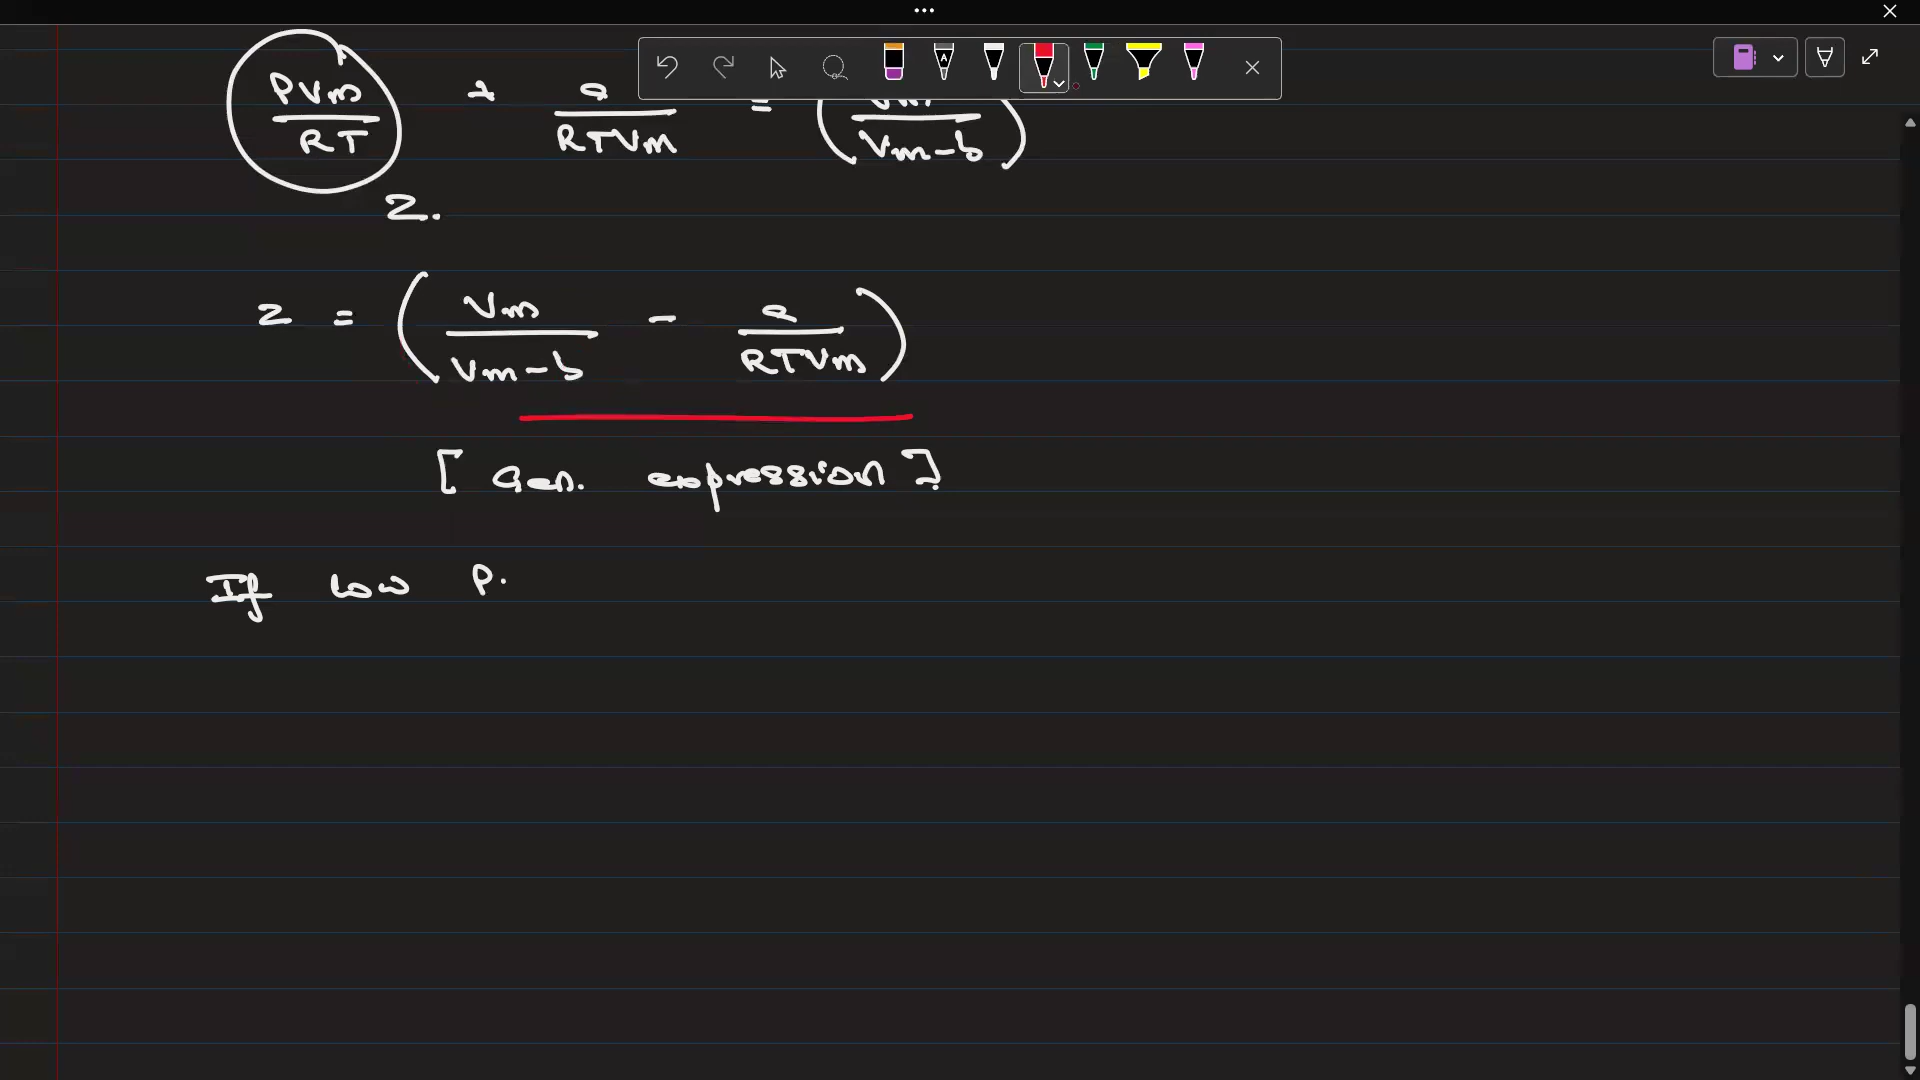 PVm / RT + a / RTVm = (Vm / Vm-b)
Z.
Z = (Vm / Vm-b - a / RTVm)
[ Gen. expression ]
If low P.